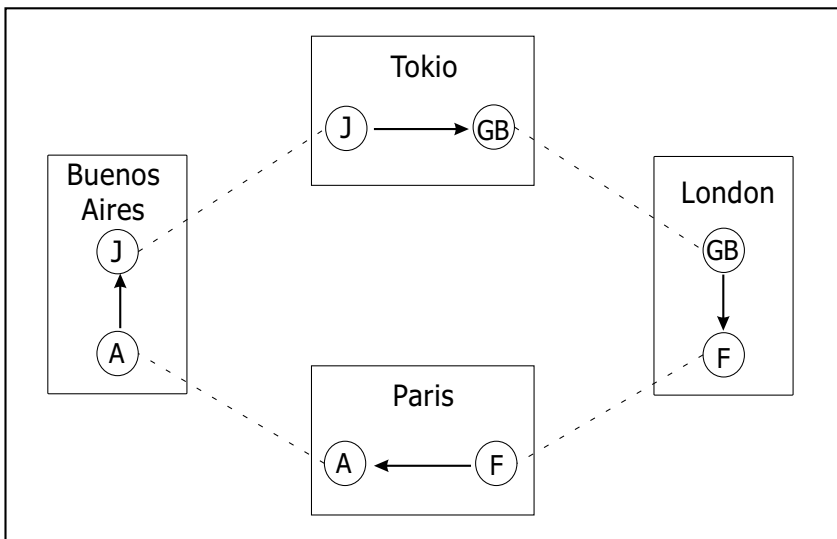 Tokio
J
GB
Buenos
Aires
J
A
London
GB
F
Paris
A
F